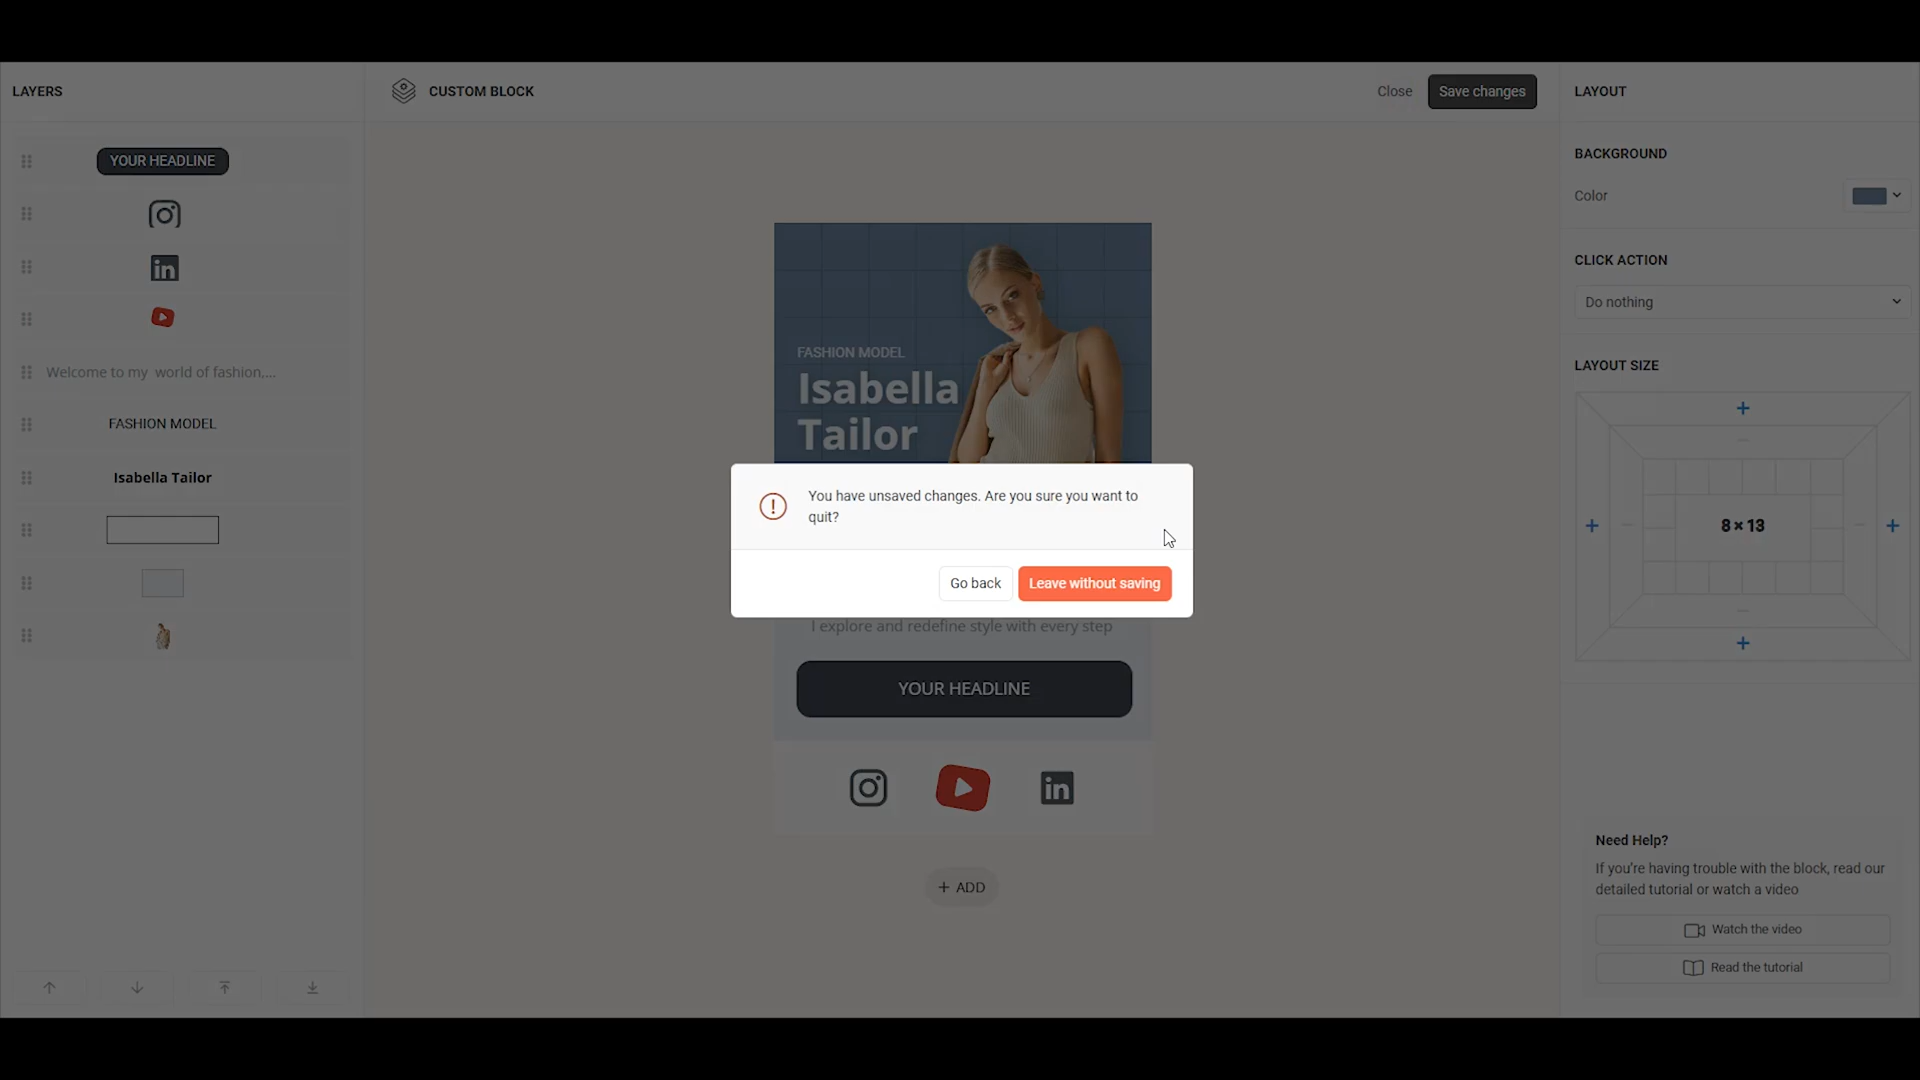 LAYERS
CUSTOM BLOCK
Close
Save changes
LAYOUT
YOUR HEADLINE
in
Welcome to my world of fashion,...
FASHION MODEL
Isabella Tailor
FASHION MODEL
Isabella
Tailor
You have unsaved changes. Are you sure you want to
quit?
Go back
Leave without saving
I explore and redefine style with every step
YOUR HEADLINE
in
+ ADD
BACKGROUND
Color
CLICK ACTION
Do nothing
LAYOUT SIZE
8×13
Need Help?
If you're having trouble with the block, read our
detailed tutorial or watch a video
Watch the video
Read the tutorial